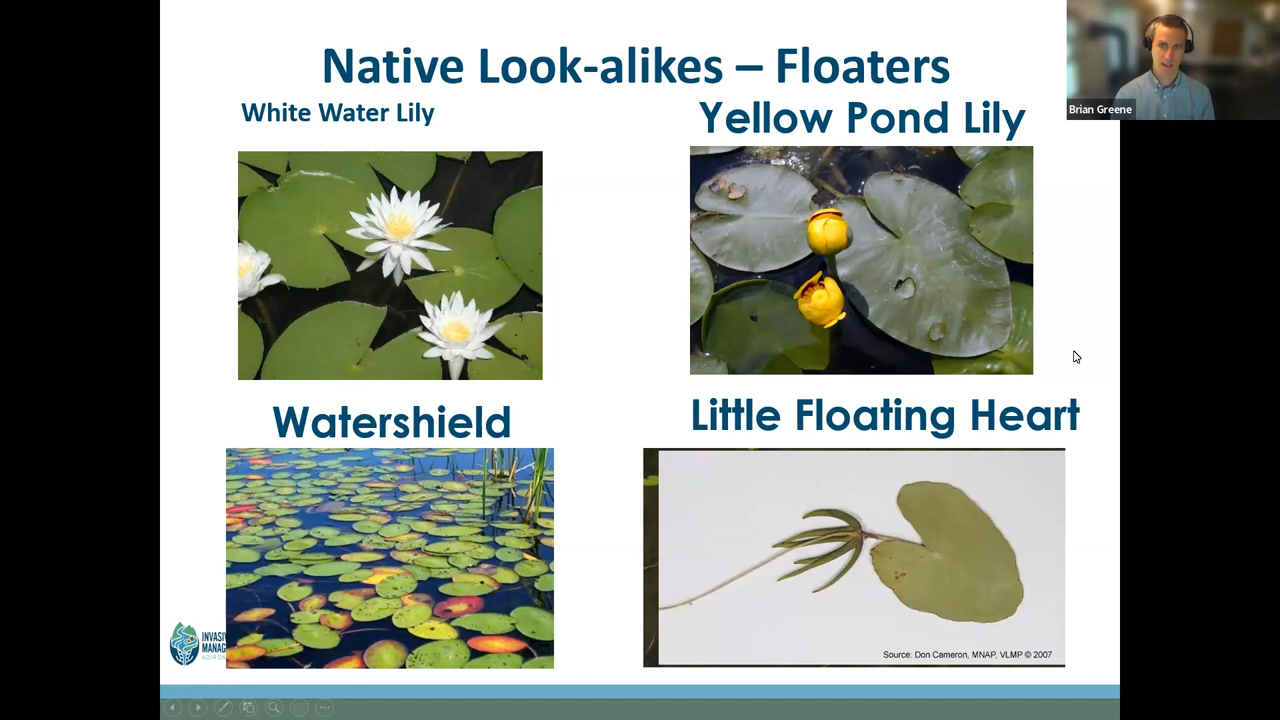 Native Look-alikes – Floaters
White Water Lily
Yellow Pond Lily
Brian Greene
Watershield
Little Floating Heart
Source: Don Cameron, MNAP, VLMP © 2007